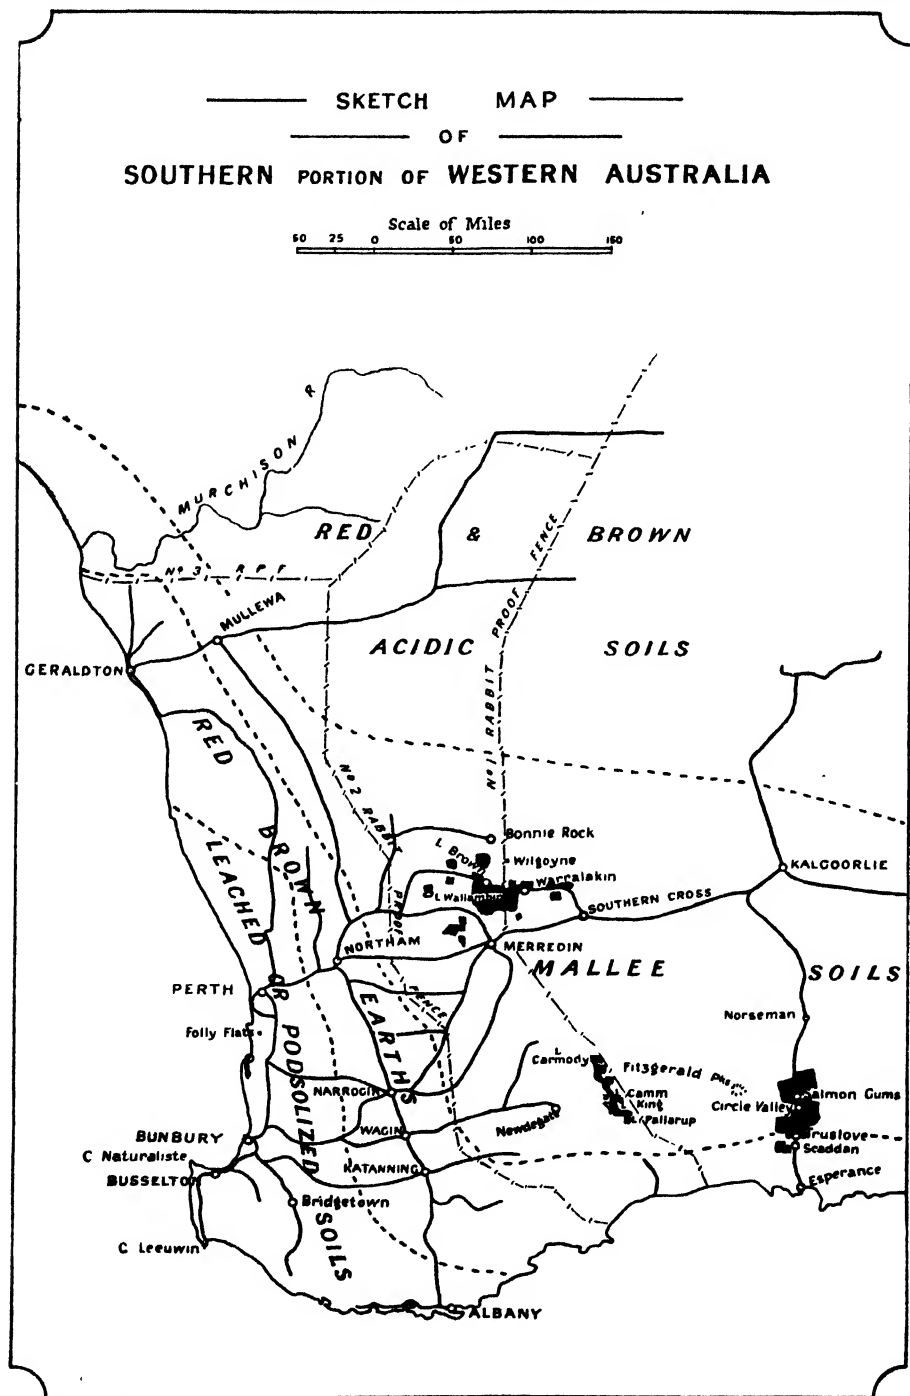 SKETCH MAP
OF
SOUTHERN PORTION OF WESTERN AUSTRALIA
Scale of Miles
50 25 0 50 100 150
MURCHISON R
RED & BROWN
ACIDIC SOILS
No 3 R P F
MULLEWA
GERALDTON
No 1 RABBIT PROOF FENCE
No 2 RABBIT PROOF FENCE
RED BROWN EARTHS
LEACHED OR PODSOLIZED SOILS
Bonnie Rock
L Brown
Wilgoyne
Warralakin
L Wallambin
KALGOORLIE
SOUTHERN CROSS
NORTHAM
MERREDIN
MALLEE SOILS
PERTH
Norseman
Folly Flats
L Carmody
Fitzgerald Pks
Camm
L King
L Pallarup
Salmon Gums
Circle Valley
Truslove
Scaddan
Esperance
NARROGIN
WAGIN
Newdegate
BUNBURY
C Naturaliste
KATANNING
BUSSELTON
Bridgetown
C Leeuwin
ALBANY